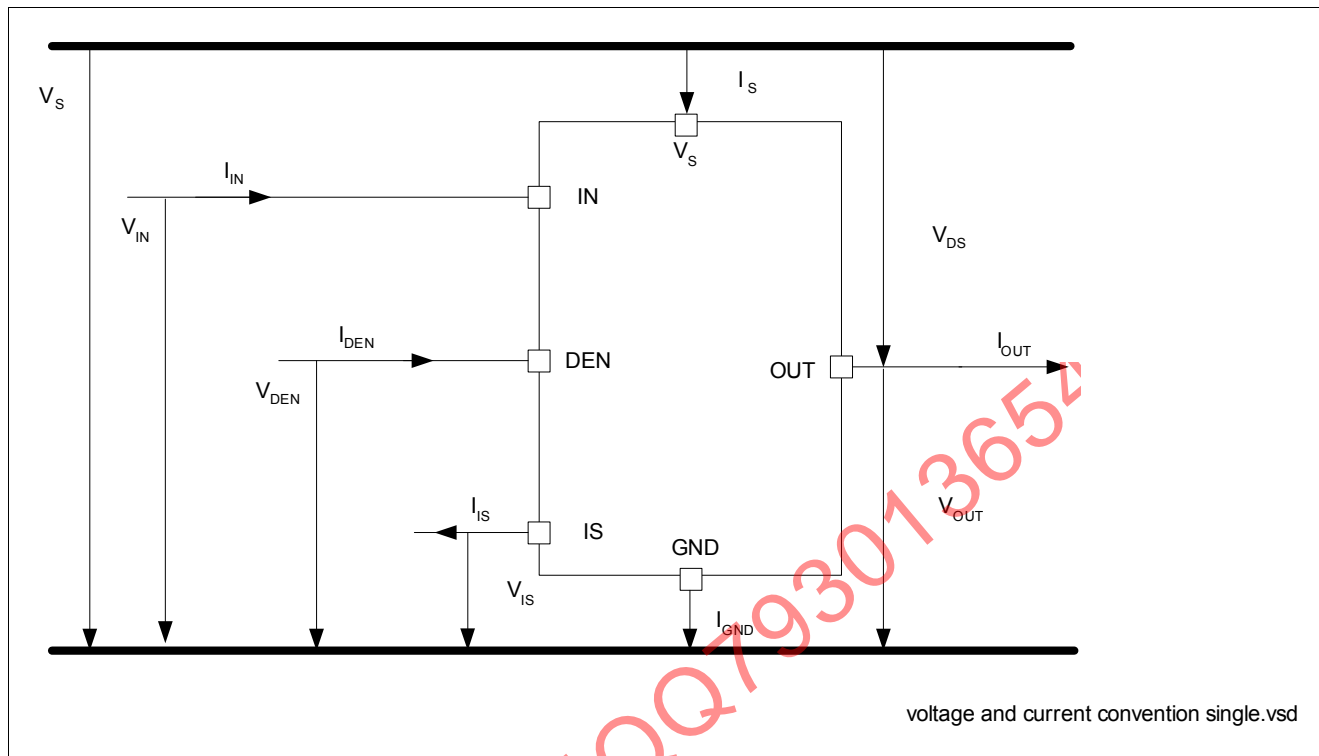 V_S
I_S
V_S
I_IN
IN
V_IN
V_DS
I_DEN
DEN
V_DEN
OUT
I_OUT
I_IS
IS
V_IS
GND
I_GND
V_OUT
QQ793013654
voltage and current convention single.vsd